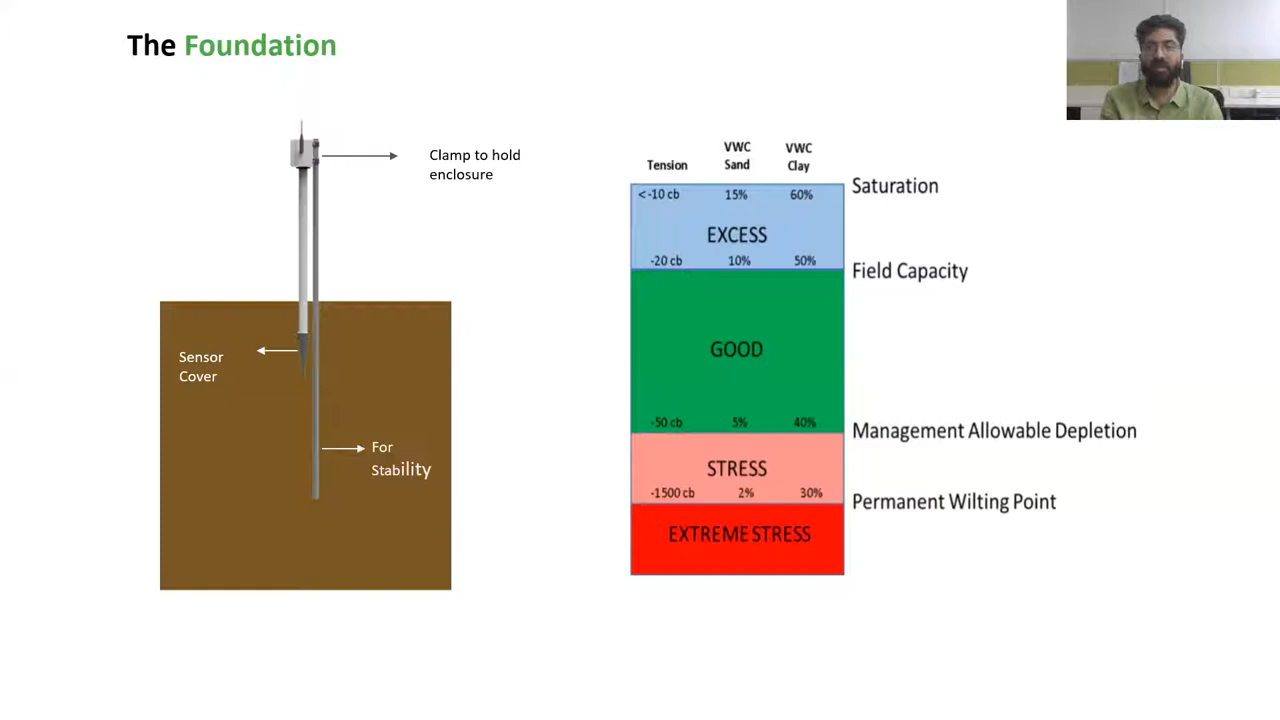 The Foundation
Clamp to hold
enclosure
Sensor
Cover
For
Stability
Tension
VWC
Sand
VWC
Clay
< -10 cb 15% 60%
Saturation
EXCESS
-20 cb 10% 50%
Field Capacity
GOOD
-50 cb 5% 40%
Management Allowable Depletion
STRESS
-1500 cb 2% 30%
Permanent Wilting Point
EXTREME STRESS